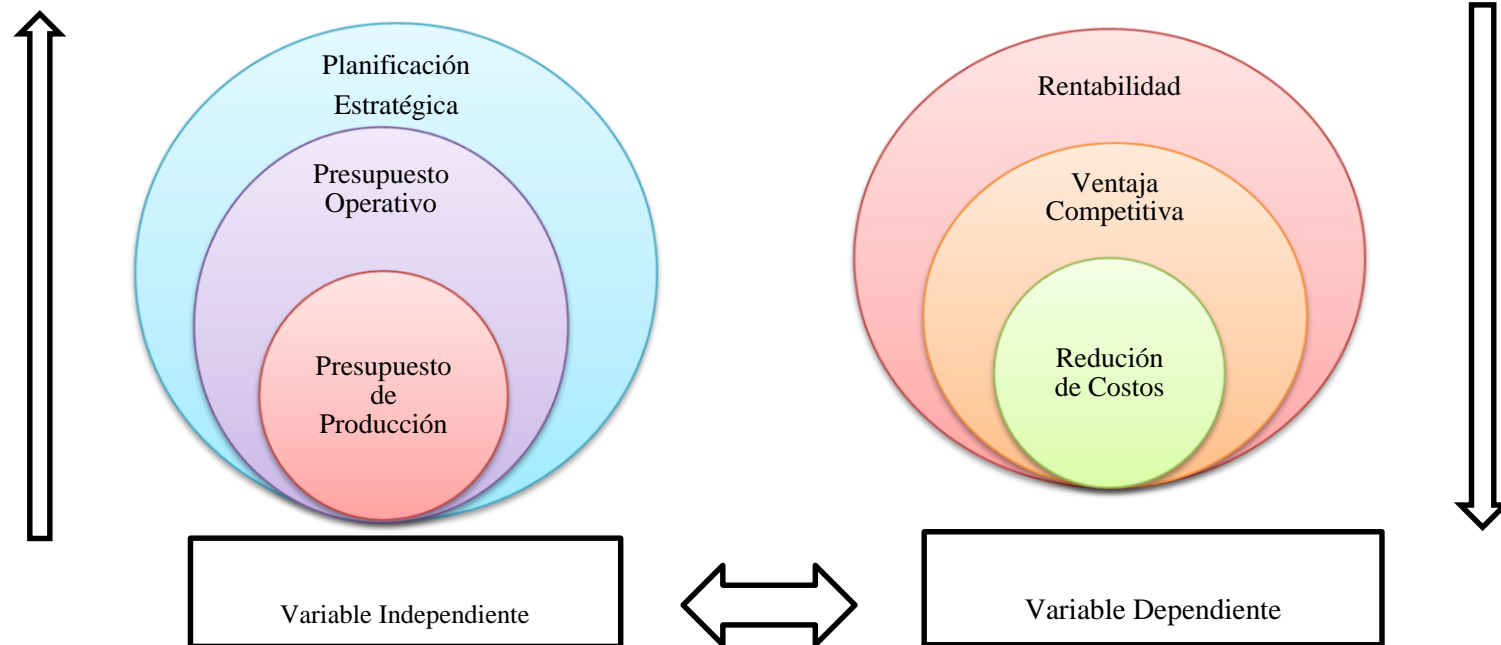 Planificación
Estratégica
Presupuesto
Operativo
Presupuesto
de
Producción
Variable Independiente
Rentabilidad
Ventaja
Competitiva
Redución
de Costos
Variable Dependiente